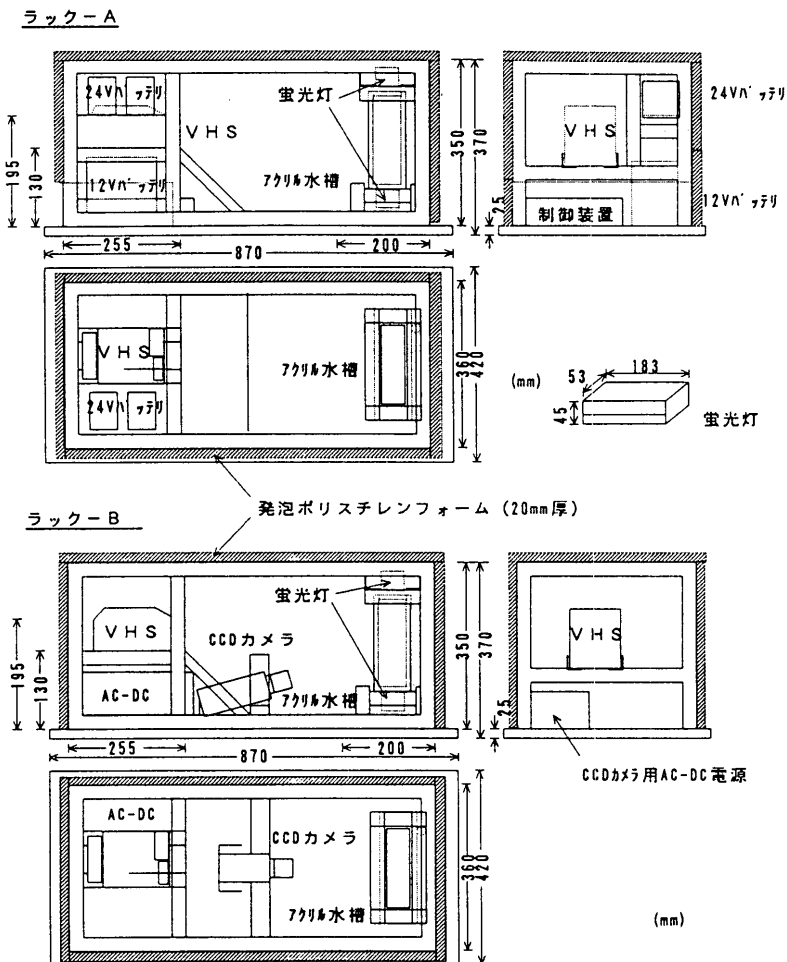 ラックーA
24Vバッテリ
VHS
12Vバッテリ
蛍光灯
アクリル水槽
195
130
255
870
200
350
370
25
VHS
制御装置
24Vバッテリ
12Vバッテリ
VHS
24Vバッテリ
アクリル水槽
360
420
(mm)
53
183
45
蛍光灯
発泡ポリスチレンフォーム (20mm厚)
ラックーB
VHS
AC-DC
CCDカメラ
蛍光灯
アクリル水槽
195
130
255
870
200
350
370
25
VHS
CCDカメラ用AC-DC電源
AC-DC
CCDカメラ
アクリル水槽
360
420
(mm)